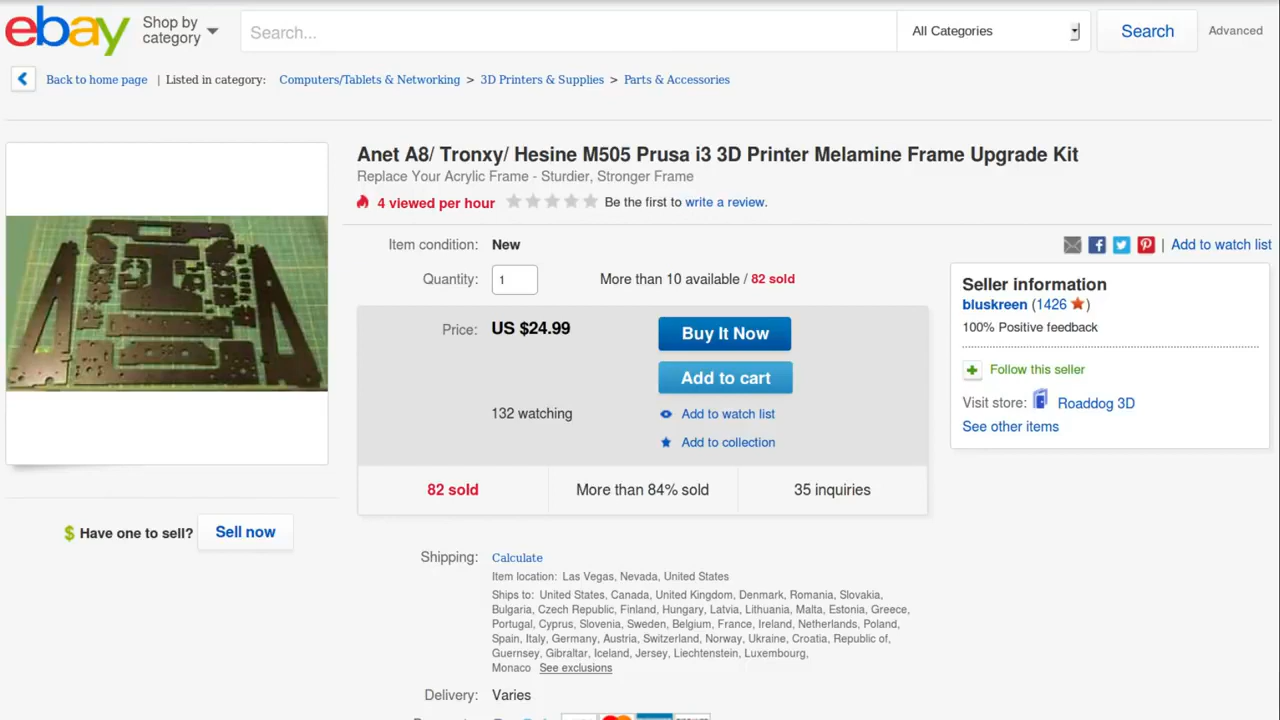 ebay
Shop by
category
Search...
All Categories
Search
Advanced
Back to home page | Listed in category: Computers/Tablets & Networking > 3D Printers & Supplies > Parts & Accessories
Anet A8/ Tronxy/ Hesine M505 Prusa i3 3D Printer Melamine Frame Upgrade Kit
Replace Your Acrylic Frame - Sturdier, Stronger Frame
4 viewed per hour
Be the first to write a review.
Item condition: New
| Add to watch list
Quantity: 1
More than 10 available / 82 sold
Price: US $24.99
Buy It Now
Add to cart
132 watching
Add to watch list
Add to collection
82 sold
More than 84% sold
35 inquiries
Seller information
bluskreen (1426)
100% Positive feedback
Follow this seller
Visit store: Roaddog 3D
See other items
$ Have one to sell? Sell now
Shipping: Calculate
Item location: Las Vegas, Nevada, United States
Ships to: United States, Canada, United Kingdom, Denmark, Romania, Slovakia,
Bulgaria, Czech Republic, Finland, Hungary, Latvia, Lithuania, Malta, Estonia, Greece,
Portugal, Cyprus, Slovenia, Sweden, Belgium, France, Ireland, Netherlands, Poland,
Spain, Italy, Germany, Austria, Switzerland, Norway, Ukraine, Croatia, Republic of,
Guernsey, Gibraltar, Iceland, Jersey, Liechtenstein, Luxembourg,
Monaco See exclusions
Delivery: Varies